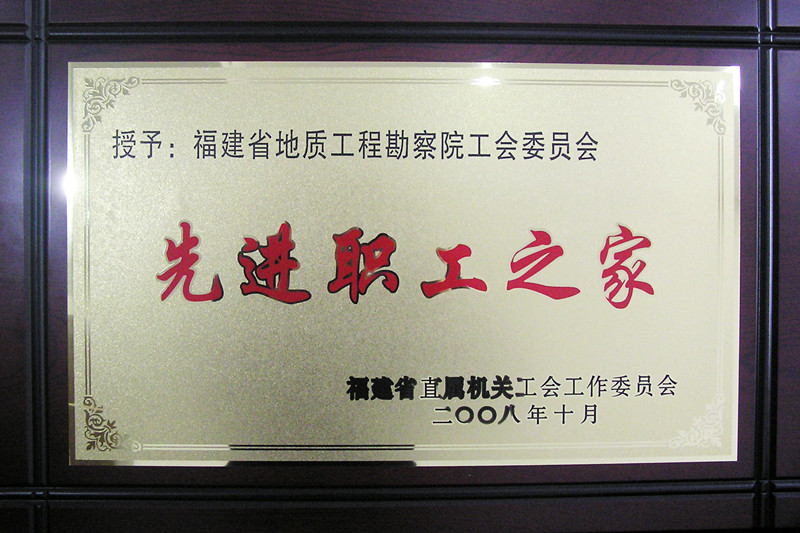 授予：福建省地质工程勘察院工会委员会
先进职工之家
福建省直属机关工会工作委员会
二〇〇八年十月